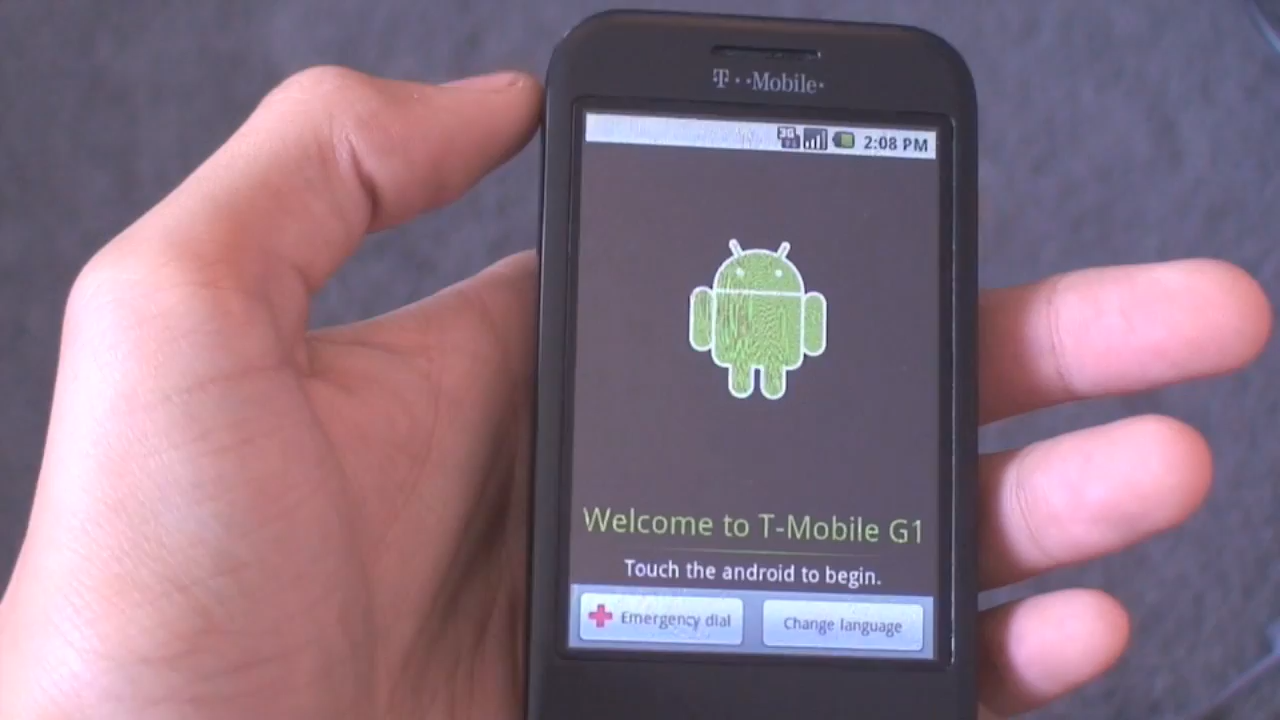 T··Mobile·
3G 2:08 PM
Welcome to T-Mobile G1
Touch the android to begin.
Emergency dial
Change language